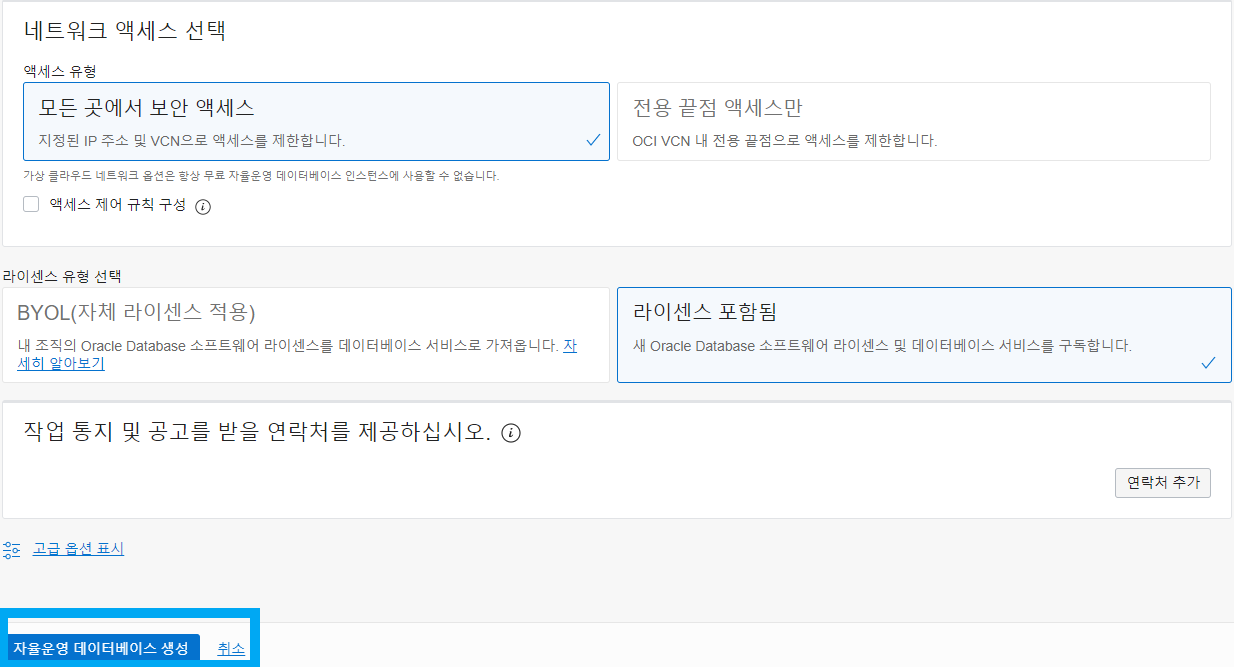 네트워크 액세스 선택
액세스 유형
모든 곳에서 보안 액세스
지정된 IP 주소 및 VCN으로 액세스를 제한합니다.
전용 끝점 액세스만
OCI VCN 내 전용 끝점으로 액세스를 제한합니다.
가상 클라우드 네트워크 옵션은 항상 무료 자율운영 데이터베이스 인스턴스에 사용할 수 없습니다.
액세스 제어 규칙 구성
라이센스 유형 선택
BYOL(자체 라이센스 적용)
내 조직의 Oracle Database 소프트웨어 라이센스를 데이터베이스 서비스로 가져옵니다. 자
세히 알아보기
라이센스 포함됨
새 Oracle Database 소프트웨어 라이센스 및 데이터베이스 서비스를 구독합니다.
작업 통지 및 공고를 받을 연락처를 제공하십시오.
연락처 추가
고급 옵션 표시
자율운영 데이터베이스 생성
취소